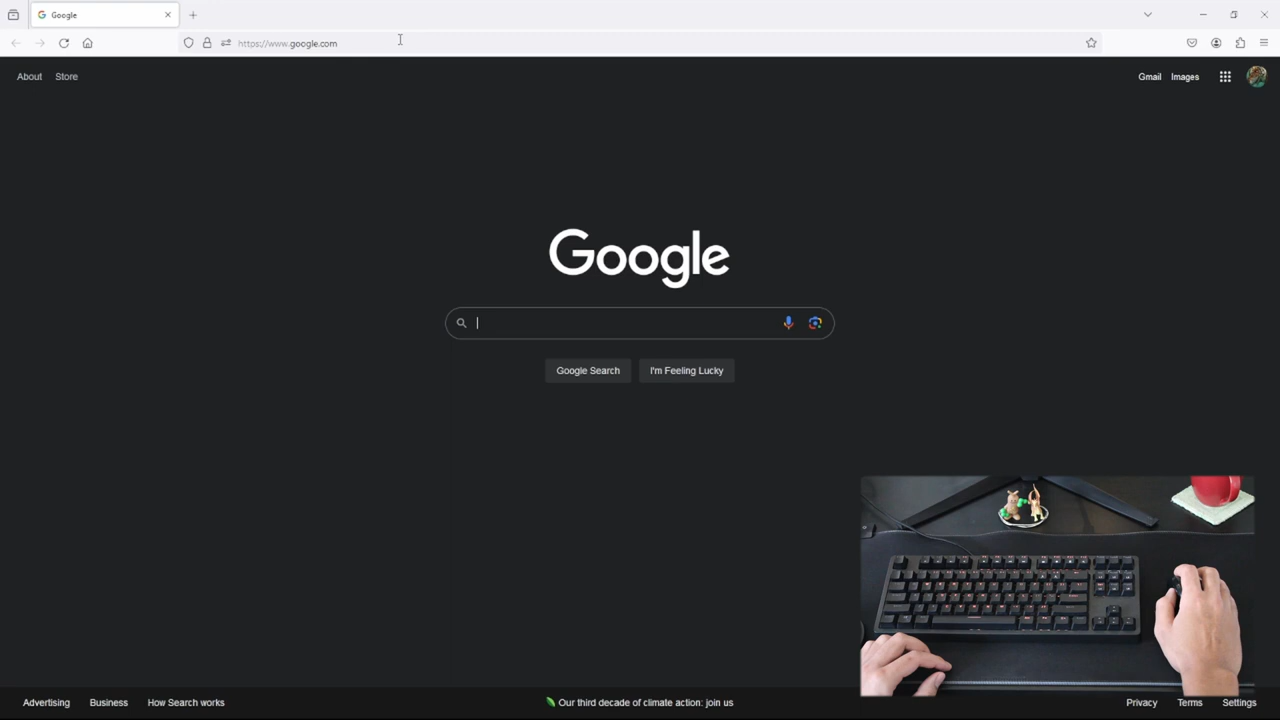 Google
https://www.google.com
About Store
Gmail Images
Google
Google Search I'm Feeling Lucky
Advertising Business How Search works
Our third decade of climate action: join us
Privacy Terms Settings